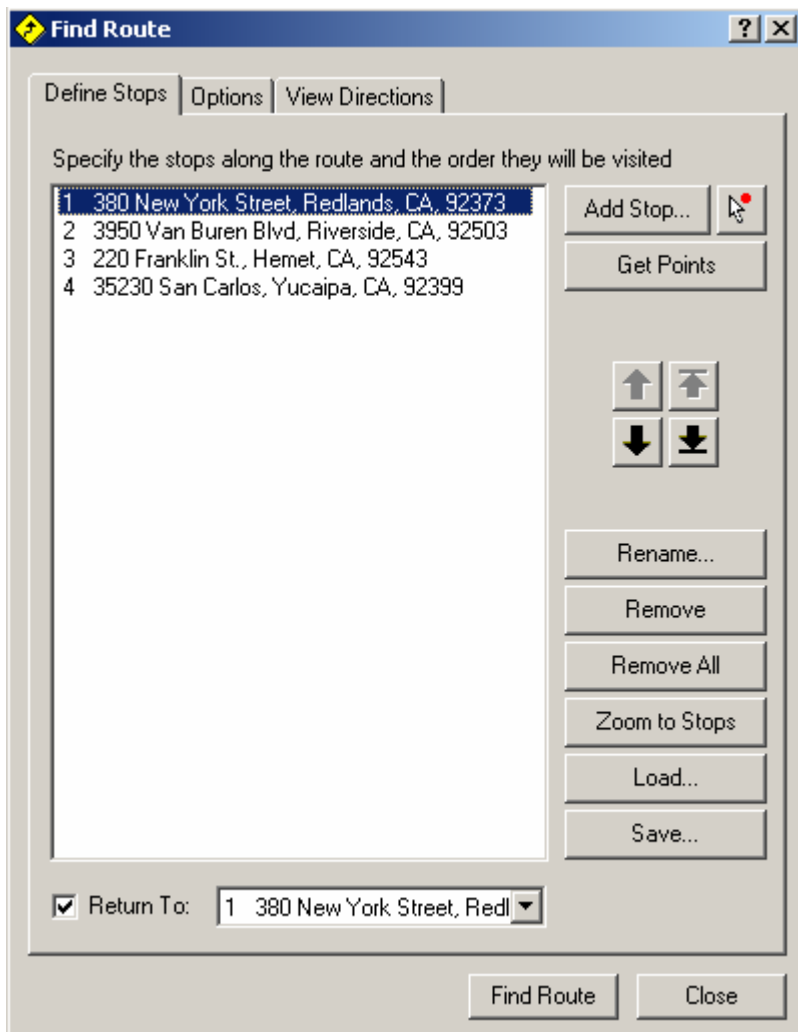 Find Route
?
Define Stops
Options
View Directions
Specify the stops along the route and the order they will be visited
1 380 New York Street, Redlands, CA, 92373
2 3950 Van Buren Blvd, Riverside, CA, 92503
3 220 Franklin St., Hemet, CA, 92543
4 35230 San Carlos, Yucaipa, CA, 92399
Add Stop...
Get Points
Rename...
Remove
Remove All
Zoom to Stops
Load...
Save...
Return To:
1 380 New York Street, Redl
Find Route
Close